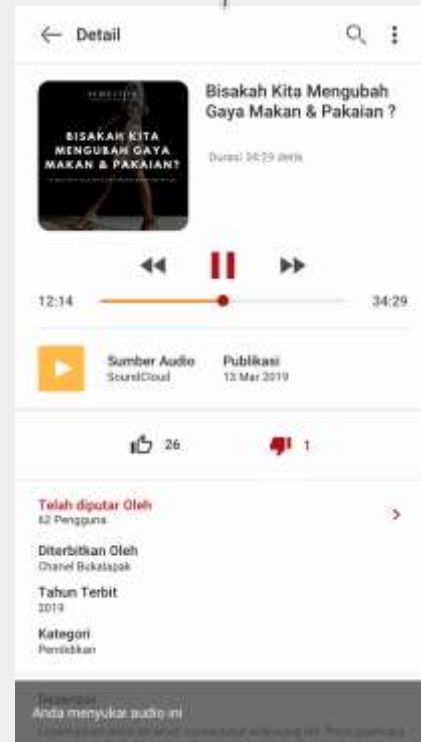 Detail
BISAKAH KITA
MENGUBAH GAYA
MAKAN & PAKAIAN?
Bisakah Kita Mengubah
Gaya Makan & Pakaian ?
Durasi 34:29 detik
12:14
34:29
Sumber Audio
SoundCloud
Publikasi
13 Mar 2019
26
1
Telah diputar Oleh
62 Pengguna
Diterbitkan Oleh
Chanel Bukalapak
Tahun Terbit
2019
Kategori
Pendidikan
Anda menyukai audio ini